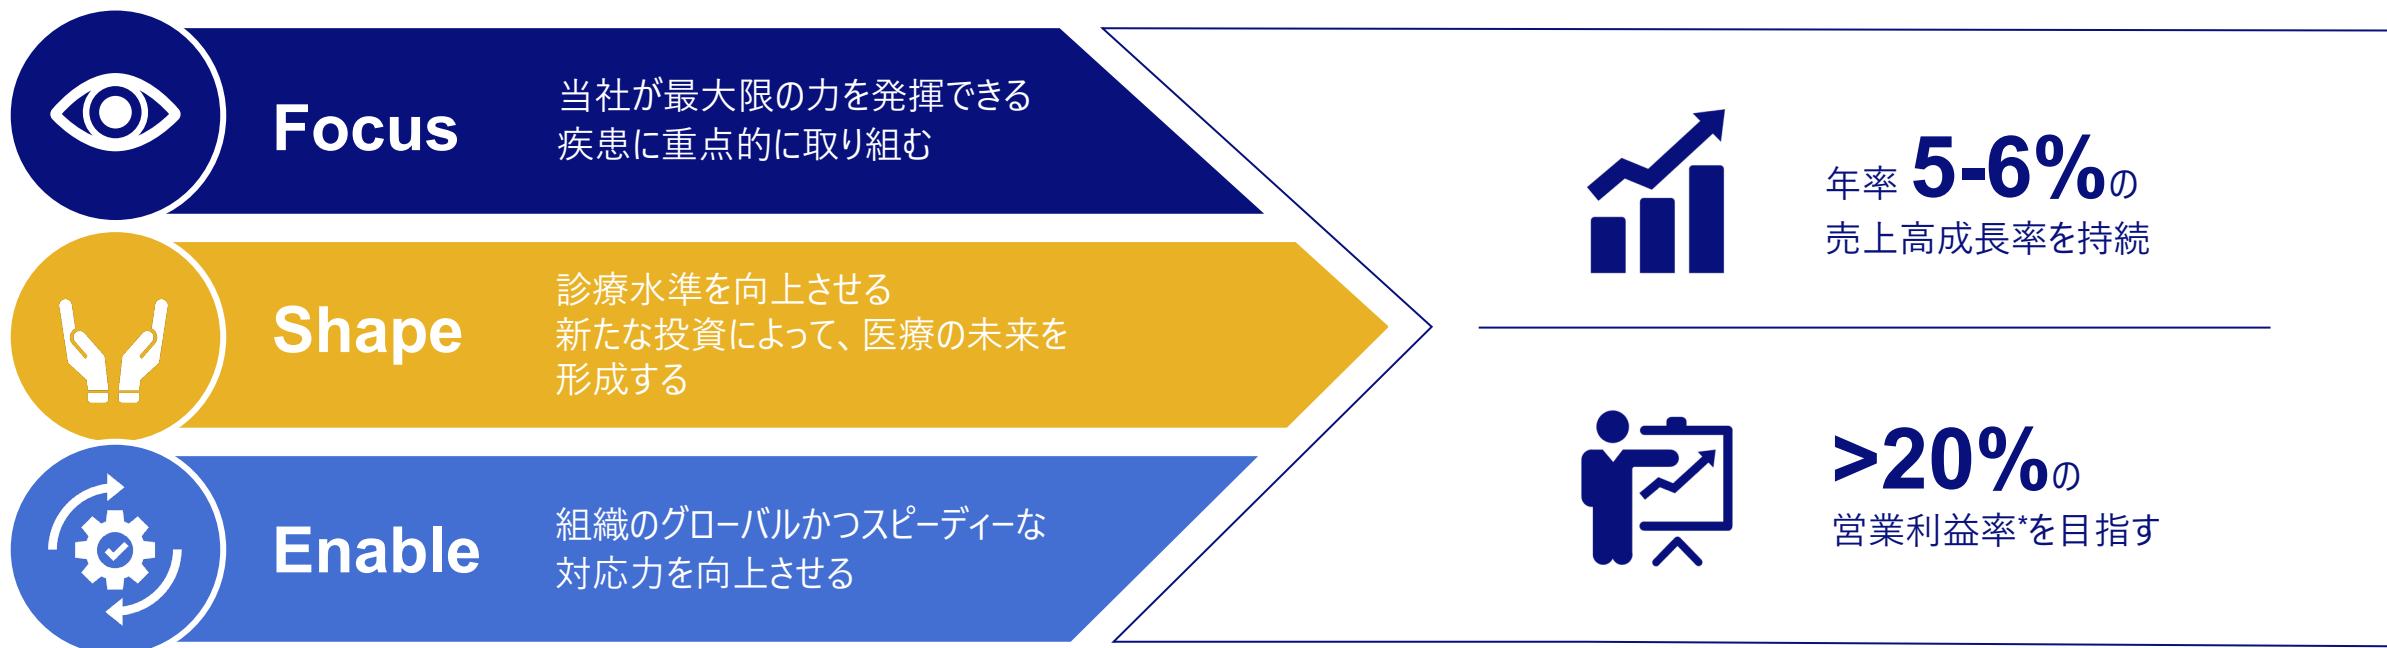 Focus
当社が最大限の力を発揮できる
疾患に重点的に取り組む
Shape
診療水準を向上させる
新たな投資によって、医療の未来を
形成する
Enable
組織のグローバルかつスピーディーな
対応力を向上させる
年率 5-6%の
売上高成長率を持続
>20%の
営業利益率*を目指す